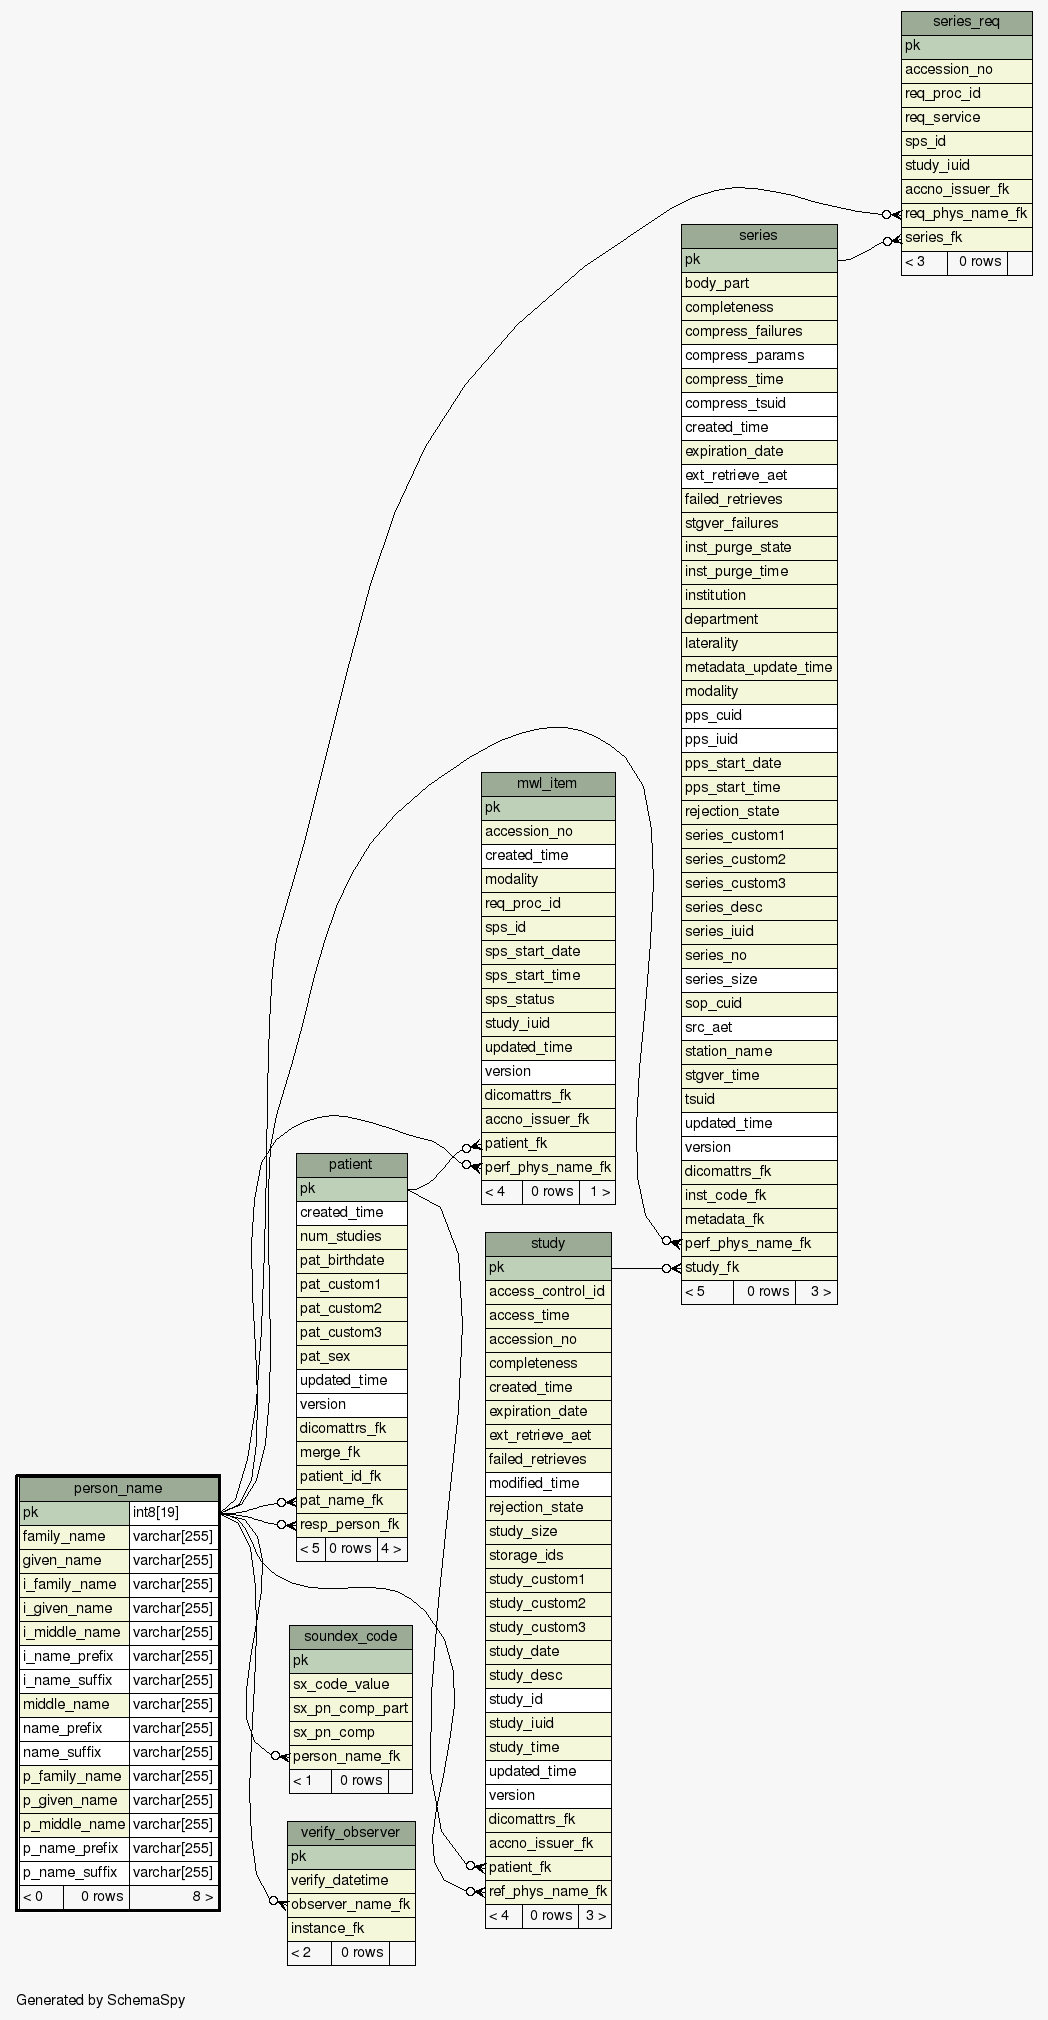 series_req
pk
accession_no
req_proc_id
req_service
sps_id
study_iuid
accno_issuer_fk
req_phys_name_fk
series_fk
< 3 0 rows
series
pk
body_part
completeness
compress_failures
compress_params
compress_time
compress_tsuid
created_time
expiration_date
ext_retrieve_aet
failed_retrieves
stgver_failures
inst_purge_state
inst_purge_time
institution
department
laterality
metadata_update_time
modality
pps_cuid
pps_iuid
pps_start_date
pps_start_time
rejection_state
series_custom1
series_custom2
series_custom3
series_desc
series_iuid
series_no
series_size
sop_cuid
src_aet
station_name
stgver_time
tsuid
updated_time
version
dicomattrs_fk
inst_code_fk
metadata_fk
perf_phys_name_fk
study_fk
< 5 0 rows 3 >
mwl_item
pk
accession_no
created_time
modality
req_proc_id
sps_id
sps_start_date
sps_start_time
sps_status
study_iuid
updated_time
version
dicomattrs_fk
accno_issuer_fk
patient_fk
perf_phys_name_fk
< 4 0 rows 1 >
patient
pk
created_time
num_studies
pat_birthdate
pat_custom1
pat_custom2
pat_custom3
pat_sex
updated_time
version
dicomattrs_fk
merge_fk
patient_id_fk
pat_name_fk
resp_person_fk
< 5 0 rows 4 >
study
pk
access_control_id
access_time
accession_no
completeness
created_time
expiration_date
ext_retrieve_aet
failed_retrieves
modified_time
rejection_state
study_size
storage_ids
study_custom1
study_custom2
study_custom3
study_date
study_desc
study_id
study_iuid
study_time
updated_time
version
dicomattrs_fk
accno_issuer_fk
patient_fk
ref_phys_name_fk
< 4 0 rows 3 >
person_name
pk int8[19]
family_name varchar[255]
given_name varchar[255]
i_family_name varchar[255]
i_given_name varchar[255]
i_middle_name varchar[255]
i_name_prefix varchar[255]
i_name_suffix varchar[255]
middle_name varchar[255]
name_prefix varchar[255]
name_suffix varchar[255]
p_family_name varchar[255]
p_given_name varchar[255]
p_middle_name varchar[255]
p_name_prefix varchar[255]
p_name_suffix varchar[255]
< 0 0 rows 8 >
soundex_code
pk
sx_code_value
sx_pn_comp_part
sx_pn_comp
person_name_fk
< 1 0 rows
verify_observer
pk
verify_datetime
observer_name_fk
instance_fk
< 2 0 rows
Generated by SchemaSpy